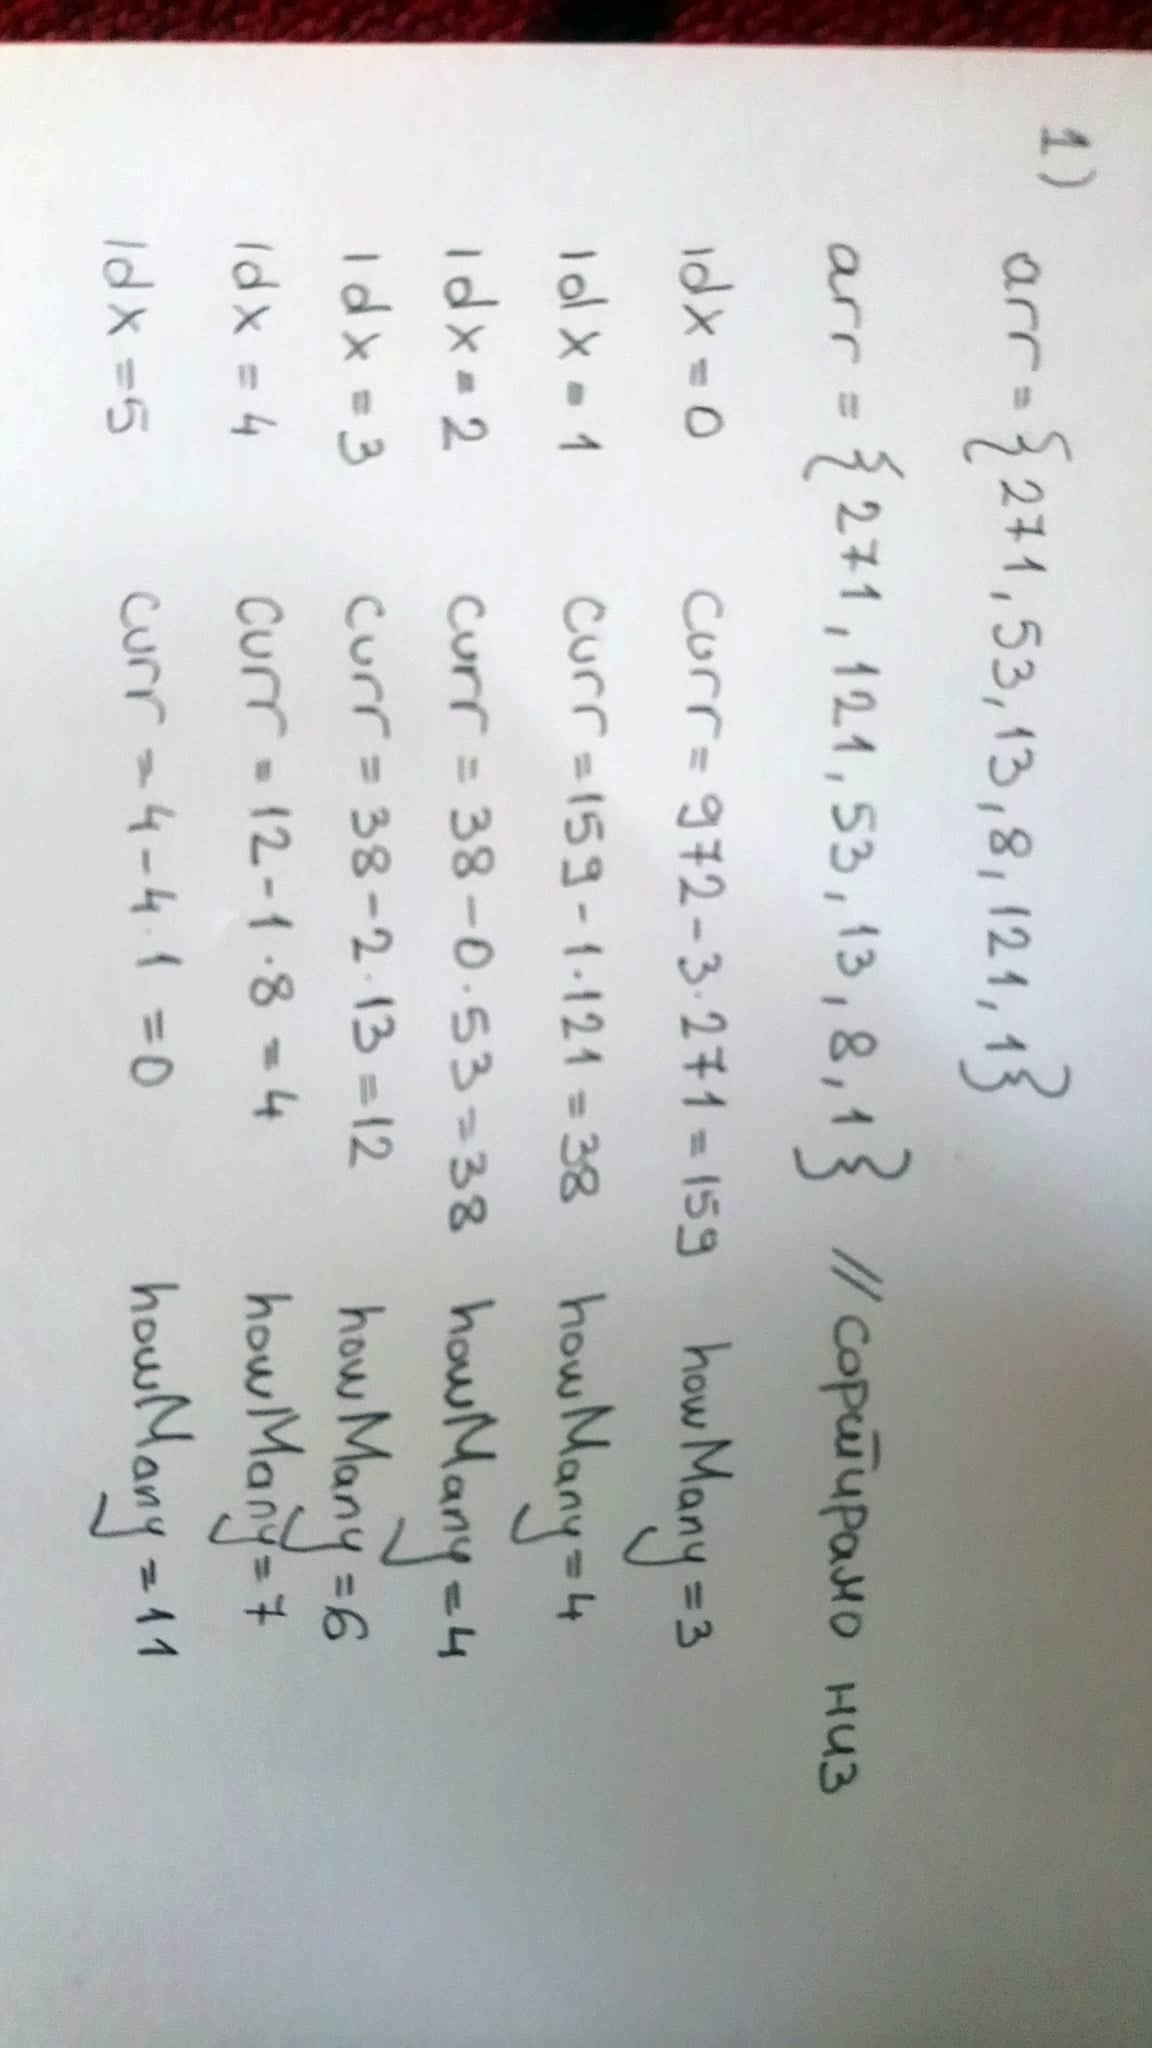 1) arr = {271, 53, 13, 8, 121, 1}
arr = {271, 121, 53, 13, 8, 1} // сортирано низ
idx = 0 curr = 972 - 3·271 = 159 howMany = 3
idx = 1 curr = 159 - 1·121 = 38 howMany = 4
idx = 2 curr = 38 - 0·53 = 38 howMany = 4
idx = 3 curr = 38 - 2·13 = 12 howMany = 6
idx = 4 curr = 12 - 1·8 = 4 howMany = 7
idx = 5 curr = 4 - 4·1 = 0 howMany = 11